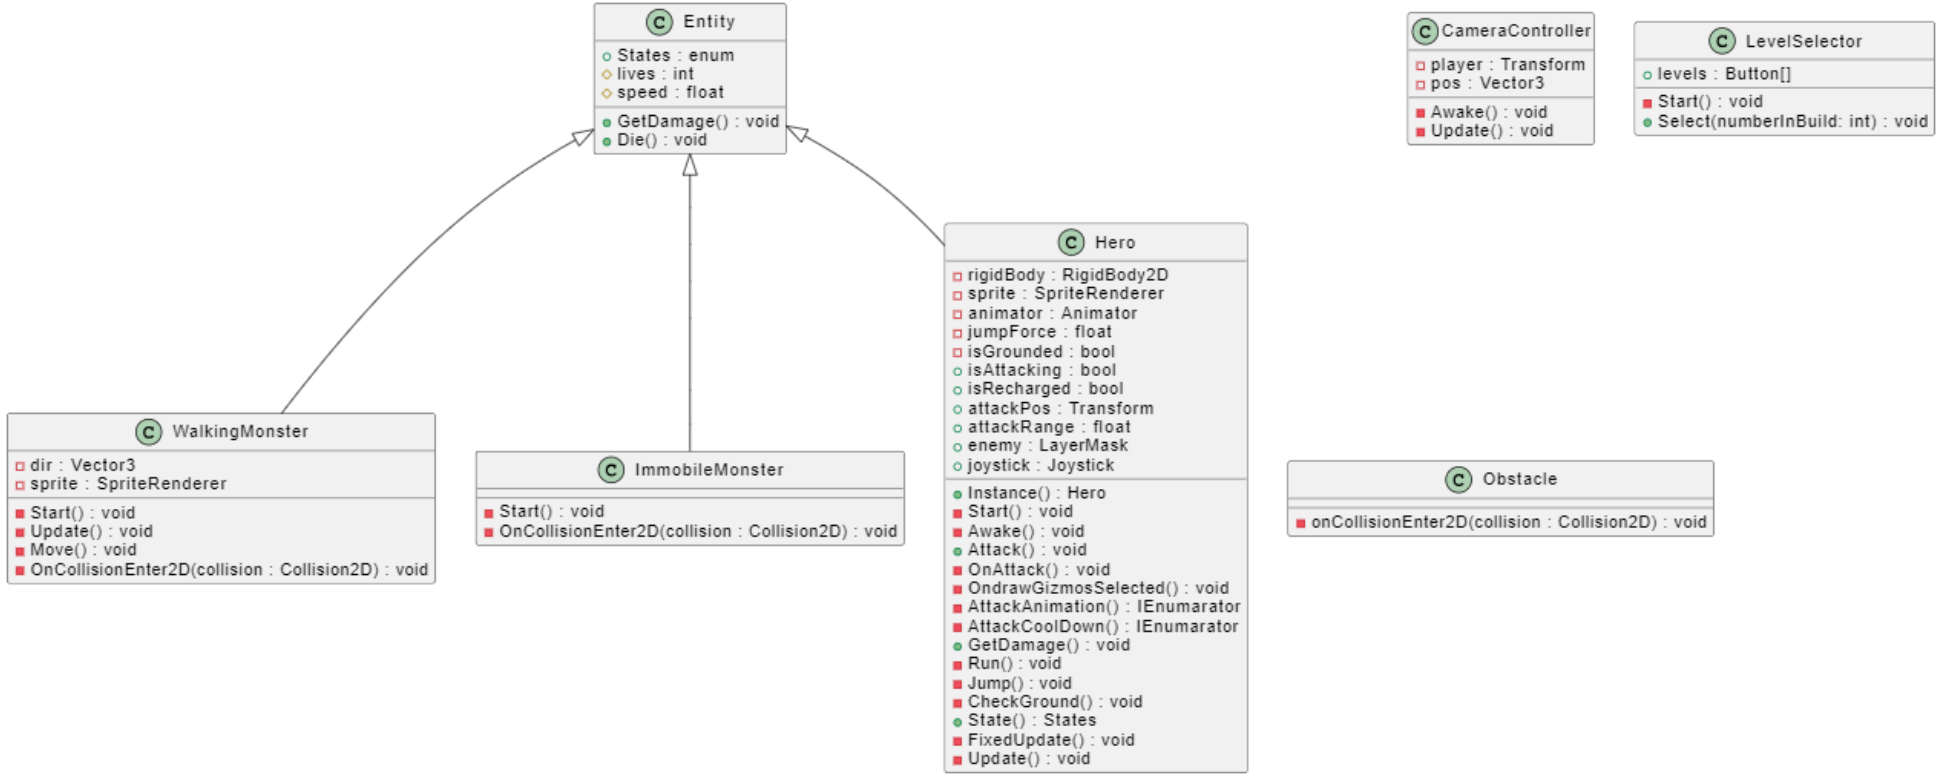 C Entity
States : enum
lives : int
speed : float
GetDamage() : void
Die() : void
C CameraController
player : Transform
pos : Vector3
Awake() : void
Update() : void
C LevelSelector
levels : Button[]
Start() : void
Select(numberInBuild: int) : void
C WalkingMonster
dir : Vector3
sprite : SpriteRenderer
Start() : void
Update() : void
Move() : void
OnCollisionEnter2D(collision : Collision2D) : void
C ImmobileMonster
Start() : void
OnCollisionEnter2D(collision : Collision2D) : void
C Hero
rigidBody : RigidBody2D
sprite : SpriteRenderer
animator : Animator
jumpForce : float
isGrounded : bool
isAttacking : bool
isRecharged : bool
attackPos : Transform
attackRange : float
enemy : LayerMask
joystick : Joystick
Instance() : Hero
Start() : void
Awake() : void
Attack() : void
OnAttack() : void
OndrawGizmosSelected() : void
AttackAnimation() : IEnumarator
AttackCoolDown() : IEnumarator
GetDamage() : void
Run() : void
Jump() : void
CheckGround() : void
State() : States
FixedUpdate() : void
Update() : void
C Obstacle
onCollisionEnter2D(collision : Collision2D) : void